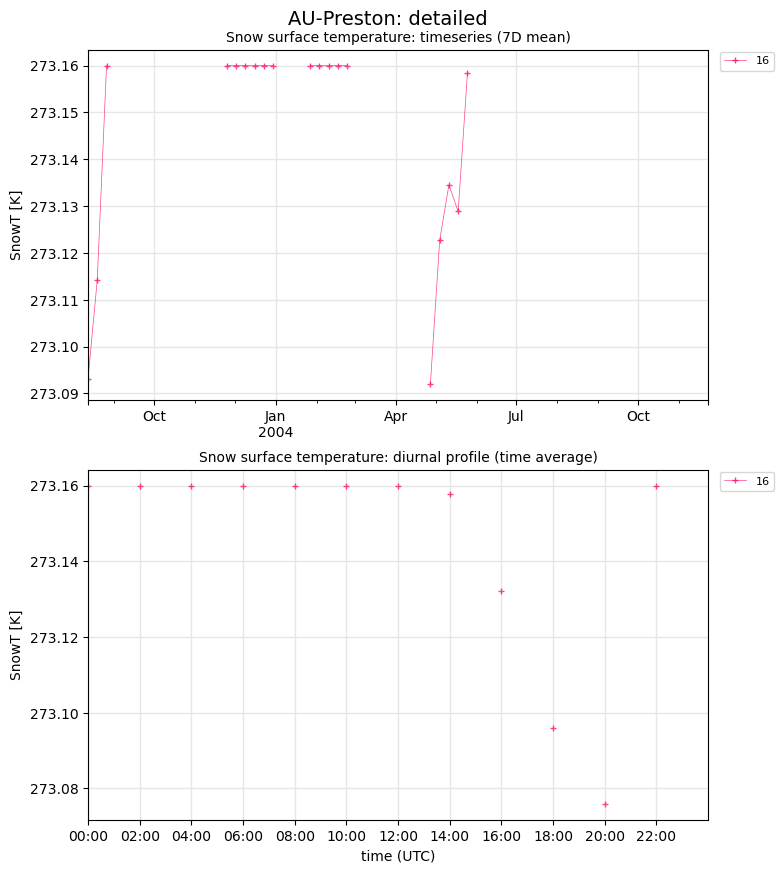 AU-Preston: detailed
Snow surface temperature: timeseries (7D mean)
273.16
273.15
273.14
273.13
273.12
273.11
273.10
273.09
SnowT [K]
Oct
Jan
2004
Apr
Jul
Oct
16
Snow surface temperature: diurnal profile (time average)
273.16
273.14
273.12
273.10
273.08
SnowT [K]
00:00 02:00 04:00 06:00 08:00 10:00 12:00 14:00 16:00 18:00 20:00 22:00
time (UTC)
16